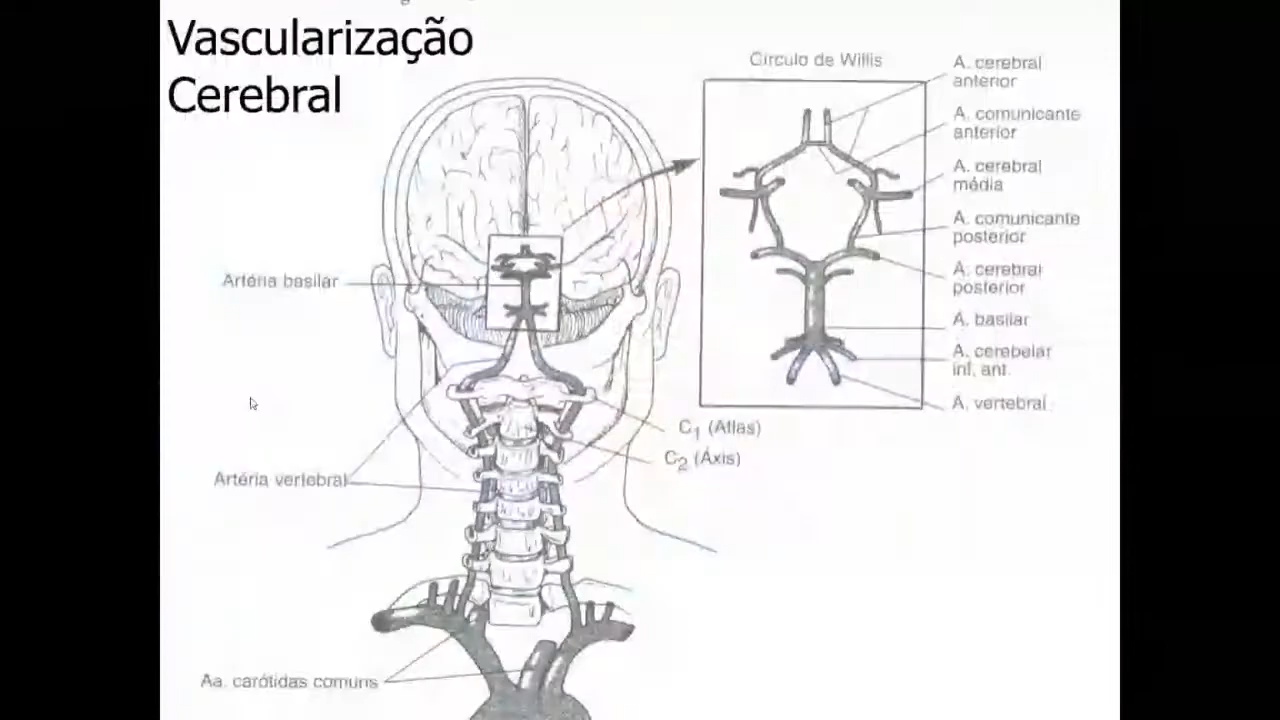 Vascularização
Cerebral
Círculo de Willis
A. cerebral
anterior
A. comunicante
anterior
A. cerebral
média
A. comunicante
posterior
A. cerebral
posterior
A. basilar
A. cerebelar
inf. ant.
A. vertebral
Artéria basilar
C1 (Atlas)
C2 (Áxis)
Artéria vertebral
Aa. carótidas comuns